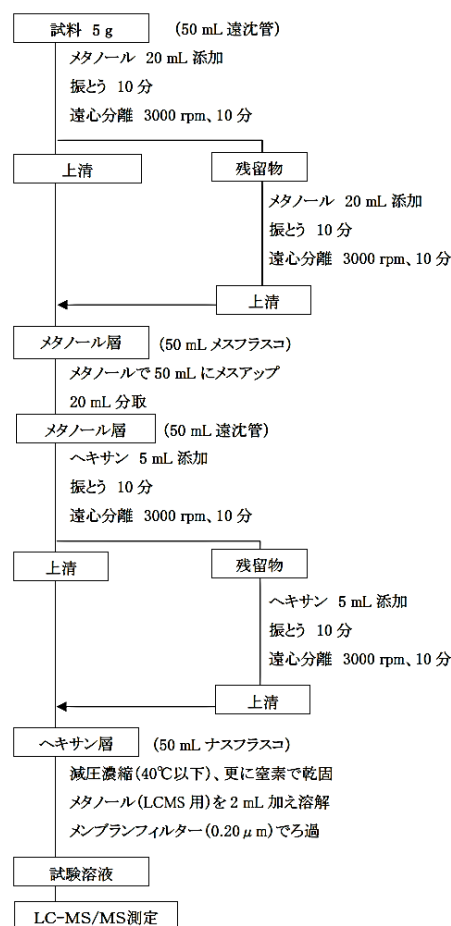 試料 5 g (50 mL 遠沈管)
メタノール 20 mL 添加
振とう 10 分
遠心分離 3000 rpm、10 分
上清
残留物
メタノール 20 mL 添加
振とう 10 分
遠心分離 3000 rpm、10 分
上清
メタノール層 (50 mL メスフラスコ)
メタノールで 50 mL にメスアップ
20 mL 分取
メタノール層 (50 mL 遠沈管)
ヘキサン 5 mL 添加
振とう 10 分
遠心分離 3000 rpm、10 分
上清
残留物
ヘキサン 5 mL 添加
振とう 10 分
遠心分離 3000 rpm、10 分
上清
ヘキサン層 (50 mL ナスフラスコ)
減圧濃縮(40℃以下)、更に窒素で乾固
メタノール(LCMS 用)を 2 mL 加え溶解
メンブランフィルター(0.20μm)でろ過
試験溶液
LC-MS/MS測定